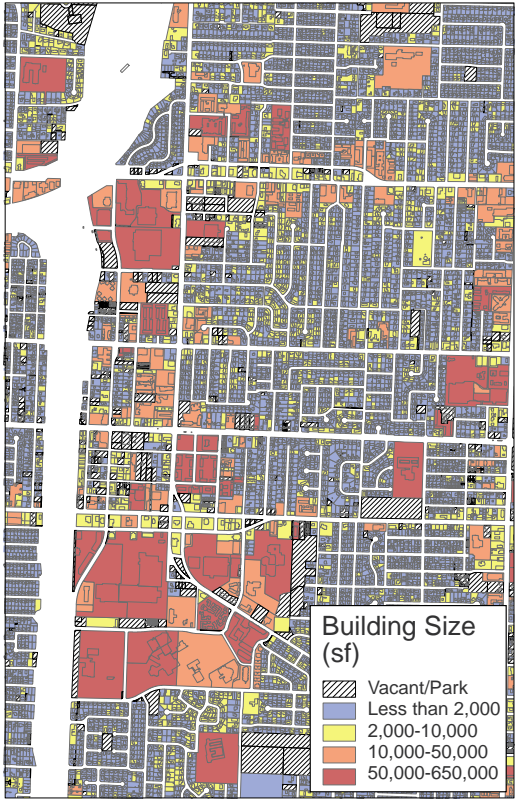 Building Size
(sf)
Vacant/Park
Less than 2,000
2,000-10,000
10,000-50,000
50,000-650,000